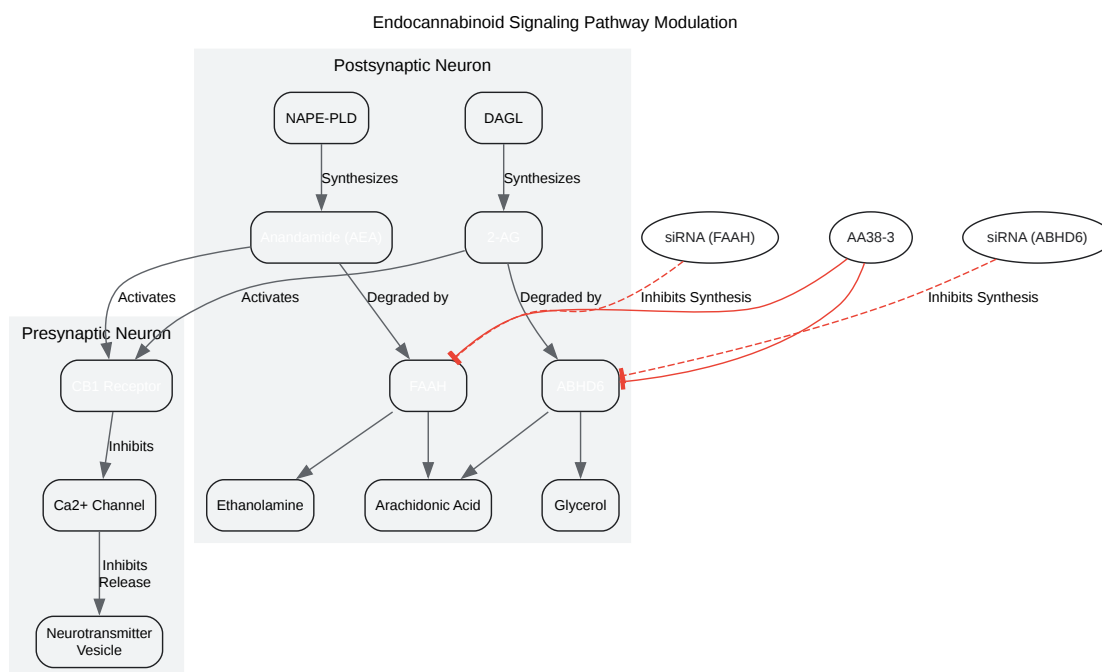 Endocannabinoid Signaling Pathway Modulation
Postsynaptic Neuron
NAPE-PLD
DAGL
Synthesizes
Synthesizes
Anandamide (AEA)
2-AG
siRNA (FAAH)
AA38-3
siRNA (ABHD6)
Activates
Activates
Degraded by
Degraded by
Inhibits Synthesis
Inhibits Synthesis
Presynaptic Neuron
CB1 Receptor
FAAH
ABHD6
Inhibits
Ca2+ Channel
Ethanolamine
Arachidonic Acid
Glycerol
Inhibits
Release
Neurotransmitter
Vesicle